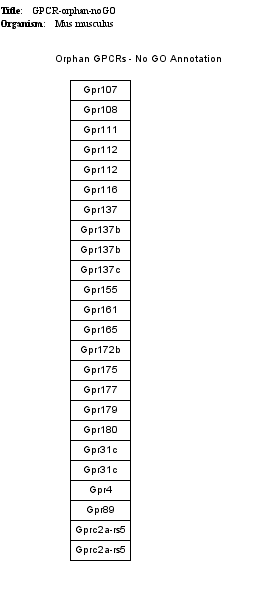 Title: GPCR-orphan-noGO
Organism: Mus musculus
Orphan GPCRs - No GO Annotation
Gpr107
Gpr108
Gpr111
Gpr112
Gpr112
Gpr116
Gpr137
Gpr137b
Gpr137b
Gpr137c
Gpr155
Gpr161
Gpr165
Gpr172b
Gpr175
Gpr177
Gpr179
Gpr180
Gpr31c
Gpr31c
Gpr4
Gpr89
Gprc2a-rs5
Gprc2a-rs5